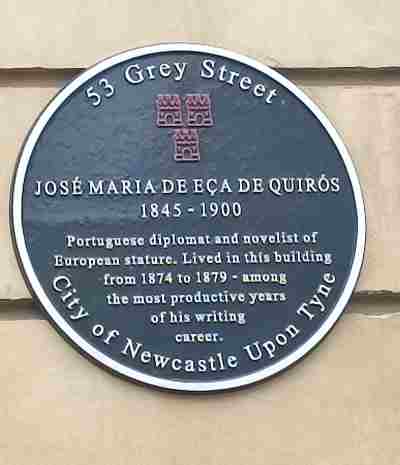 53 Grey Street
JOSÉ MARIA DE EÇA DE QUIRÓS
1845 - 1900
Portuguese diplomat and novelist of
European stature. Lived in this building
from 1874 to 1879 - among
the most productive years
of his writing
career.
City of Newcastle Upon Tyne